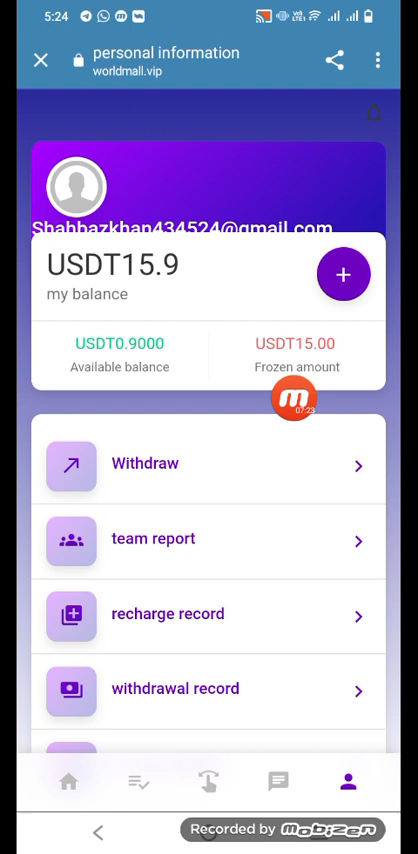 5:24
personal information
worldmall.vip
Shahbazkhan434524@gmail.com
USDT15.9
my balance
USDT0.9000
USDT15.00
Available balance
Frozen amount
m
07:23
Withdraw
team report
recharge record
withdrawal record
Recorded by mobizen